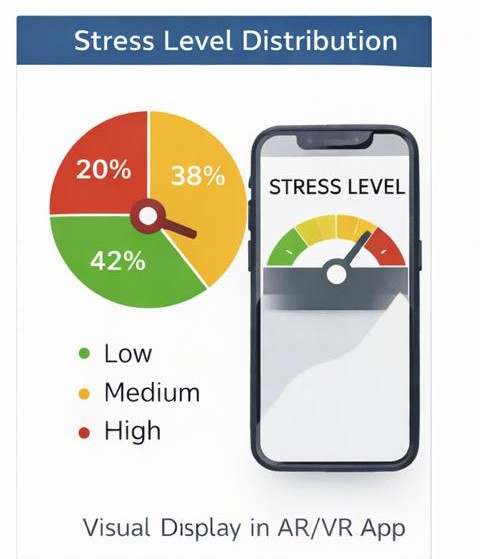 Stress Level Distribution
20%
38%
42%
STRESS LEVEL
Low
Medium
High
Visual Display in AR/VR App